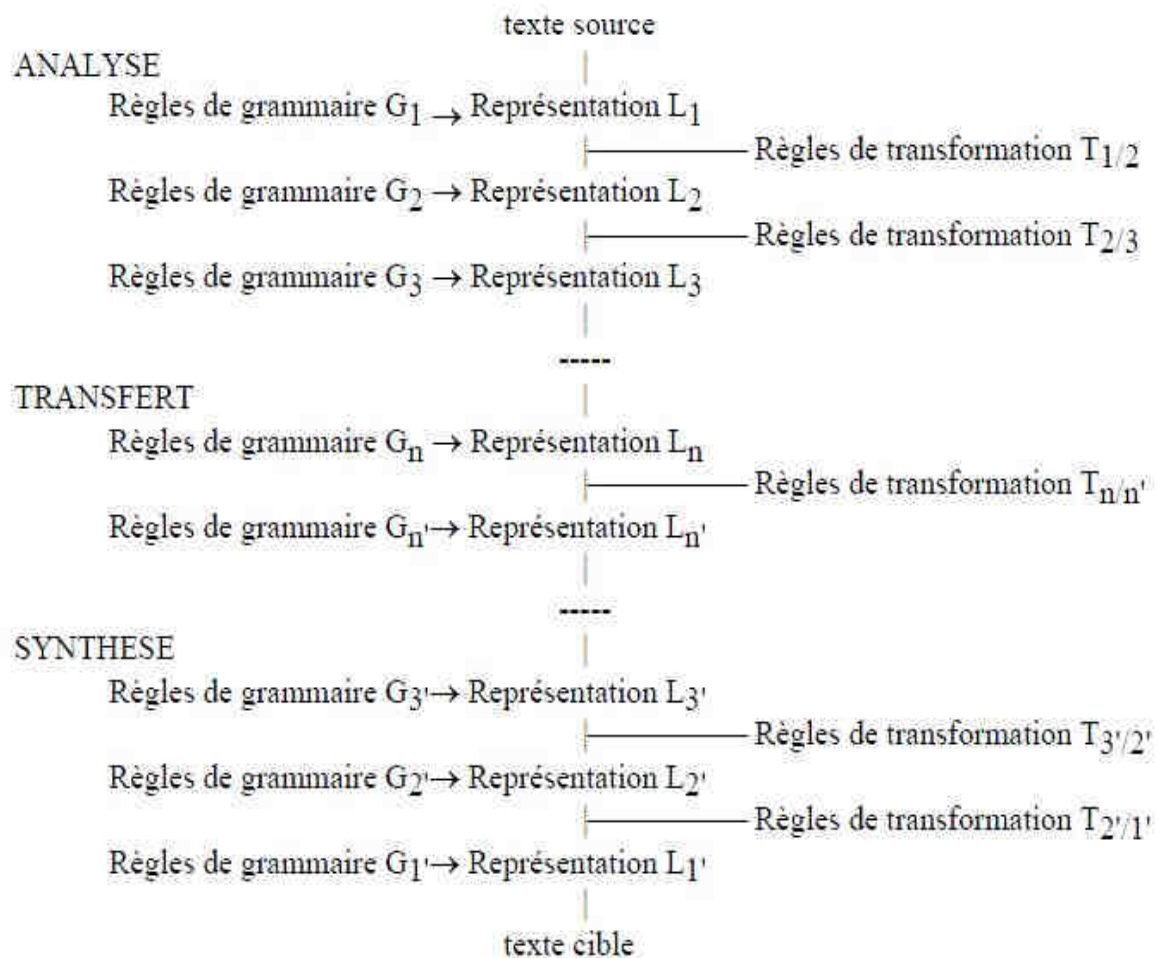 texte source
ANALYSE
Règles de grammaire G1 → Représentation L1
Règles de transformation T1/2
Règles de grammaire G2 → Représentation L2
Règles de transformation T2/3
Règles de grammaire G3 → Représentation L3
-----
TRANSFERT
Règles de grammaire Gn → Représentation Ln
Règles de transformation Tn/n'
Règles de grammaire Gn' → Représentation Ln'
-----
SYNTHESE
Règles de grammaire G3' → Représentation L3'
Règles de transformation T3'/2'
Règles de grammaire G2' → Représentation L2'
Règles de transformation T2'/1'
Règles de grammaire G1' → Représentation L1'
texte cible